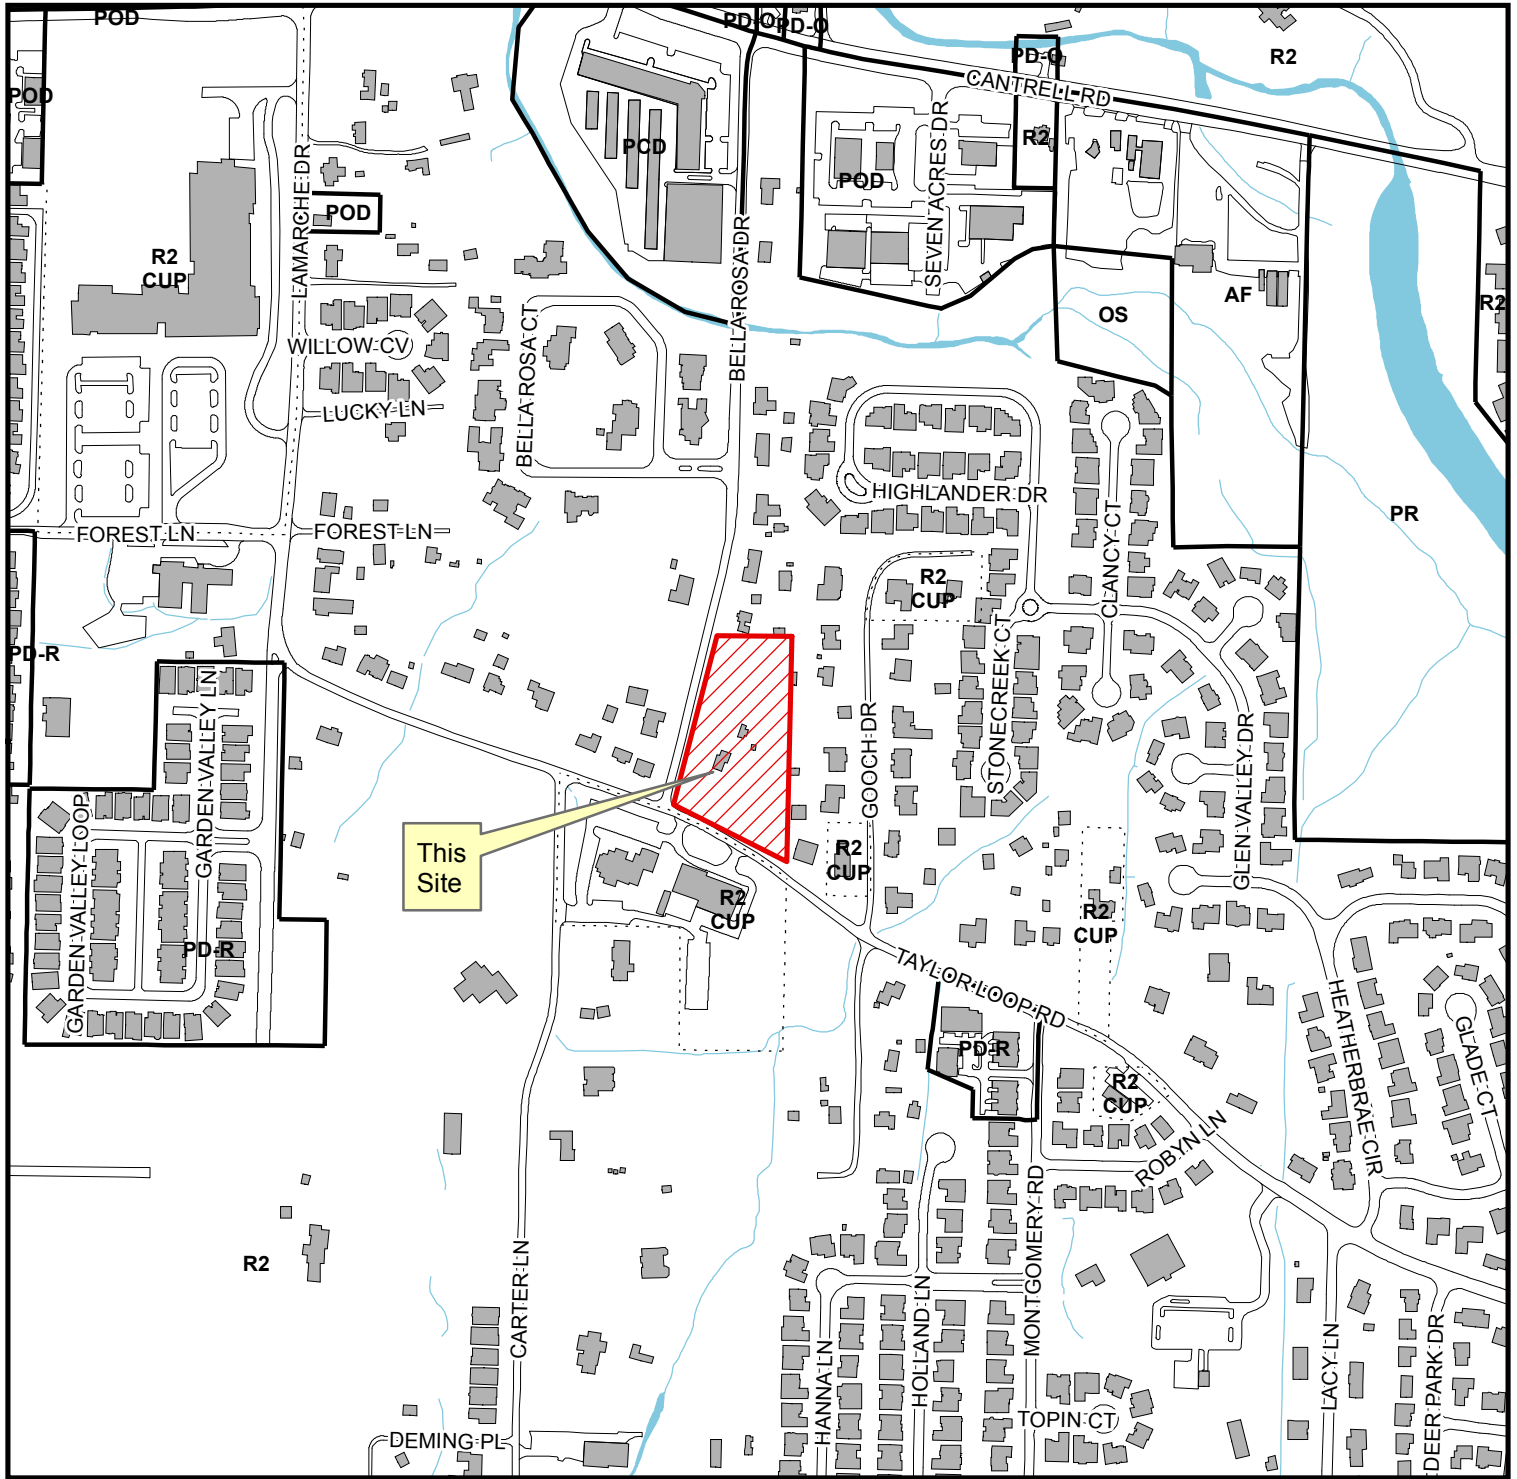 POD
PD-O
PD-O
PD-O
R2
CANTRELL RD
POD
R2
PCD
POD
SEVEN ACRES DR
LAMARCHE DR
POD
R2
CUP
BELLA ROSA DR
AF
OS
R2
WILLOW CV
BELLA ROSA CT
LUCKY LN
HIGHLANDER DR
PR
FOREST LN
FOREST LN
CLANCY CT
R2
CUP
PD-R
STONECREEK CT
GARDEN VALLEY LN
GOOCH DR
GLEN VALLEY DR
GARDEN VALLEY LOOP
This
Site
R2
CUP
R2
CUP
R2
CUP
PD-R
TAYLOR LOOP RD
HEATHERBRAE CIR
GLADE CT
PD-R
R2
CUP
ROBYN LN
MONTGOMERY RD
R2
CARTER LN
HOLLAND LN
HANNA LN
LACY LN
DEER PARK DR
TOPIN CT
DEMING PL